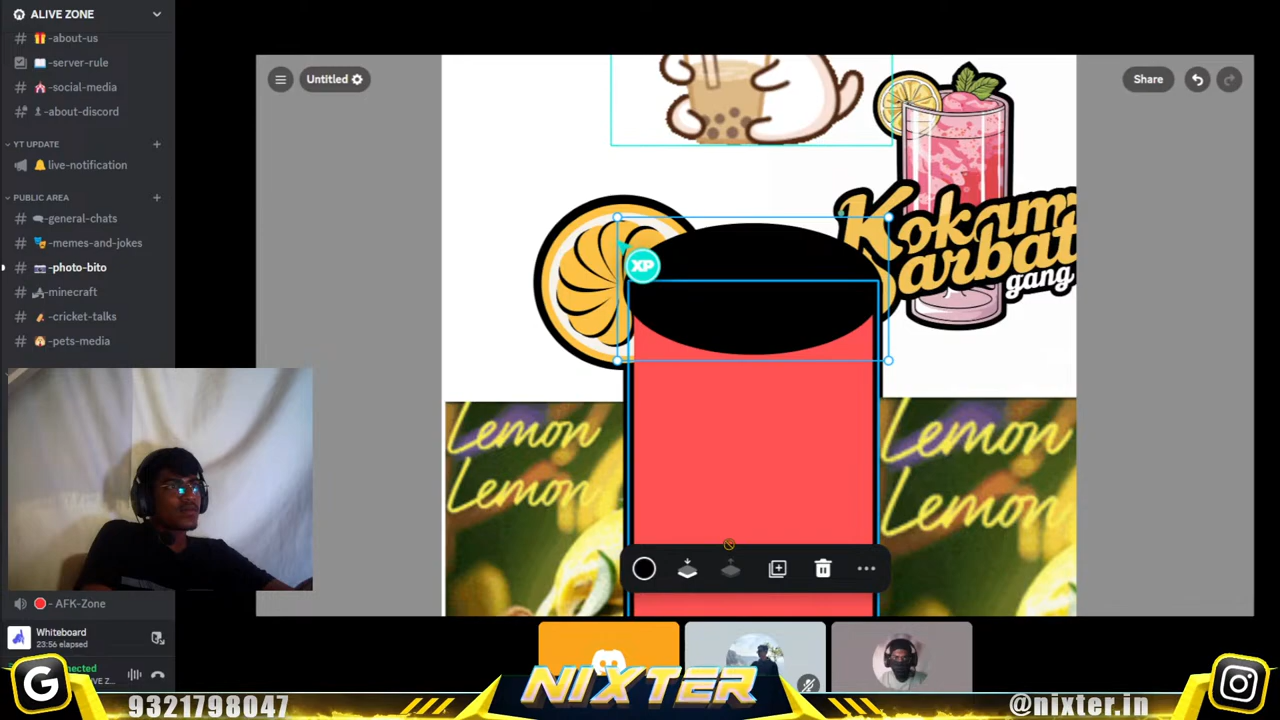 ALIVE ZONE
-about-us
-server-rule
-social-media
-about-discord
YT UPDATE
live-notification
PUBLIC AREA
-general-chats
-memes-and-jokes
-photo-bito
-minecraft
-cricket-talks
-pets-media
- AFK-Zone
Whiteboard
23:56 elapsed
Untitled
Share
XP
Kokam
Sarbat
gang
Lemon
Lemon
Lemon
Lemon
G
9321798047
NIXTER
@nixter.in